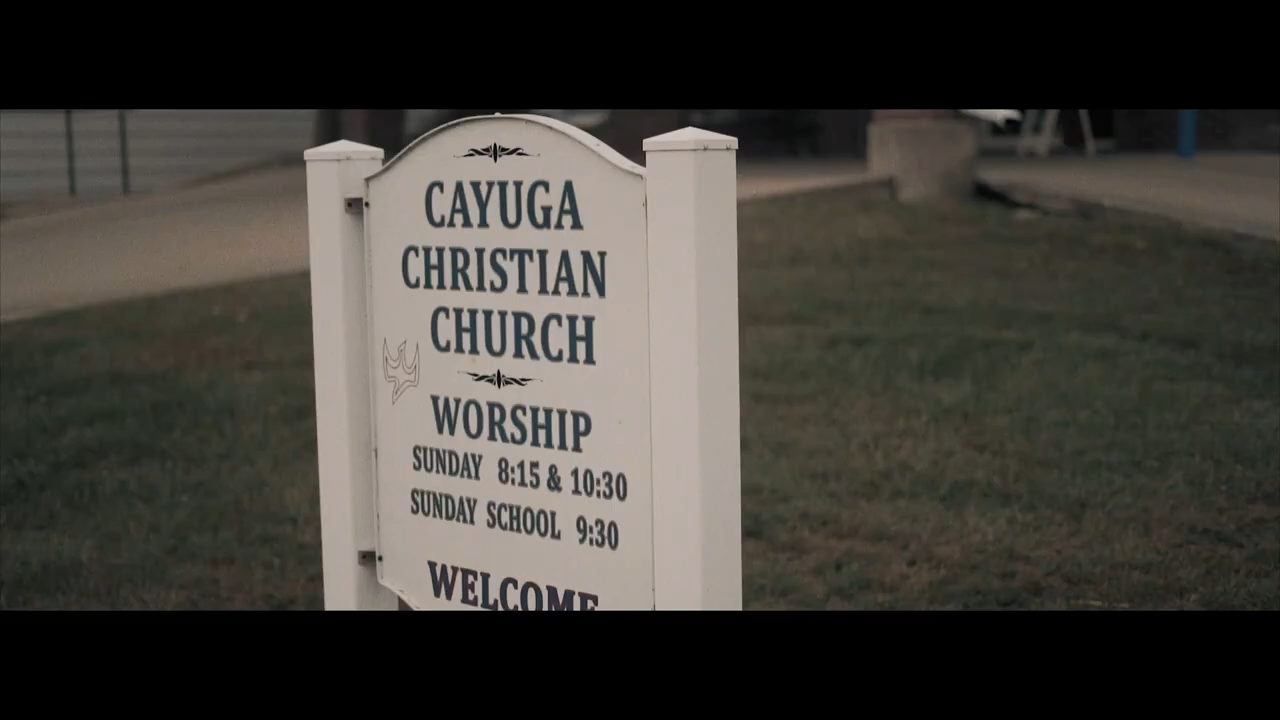 CAYUGA
CHRISTIAN
CHURCH
WORSHIP
SUNDAY 8:15 & 10:30
SUNDAY SCHOOL 9:30
WELCOME